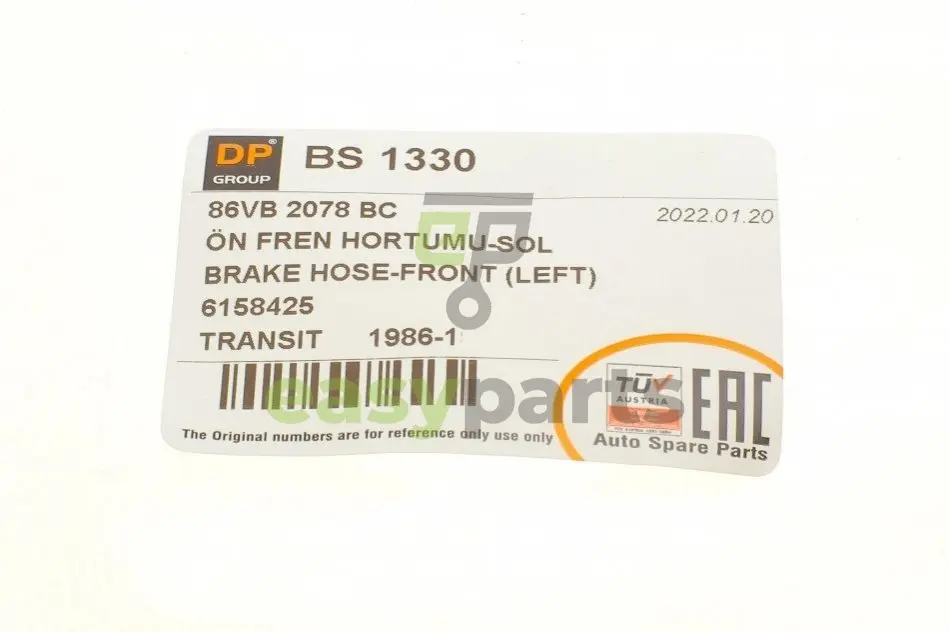 DP® GROUP
BS 1330
86VB 2078 BC
2022.01.20
ÖN FREN HORTUMU-SOL
BRAKE HOSE-FRONT (LEFT)
6158425
TRANSIT 1986-1
easyparts
TÜV
AUSTRIA
EAC
The Original numbers are for reference only use only
Auto Spare Parts